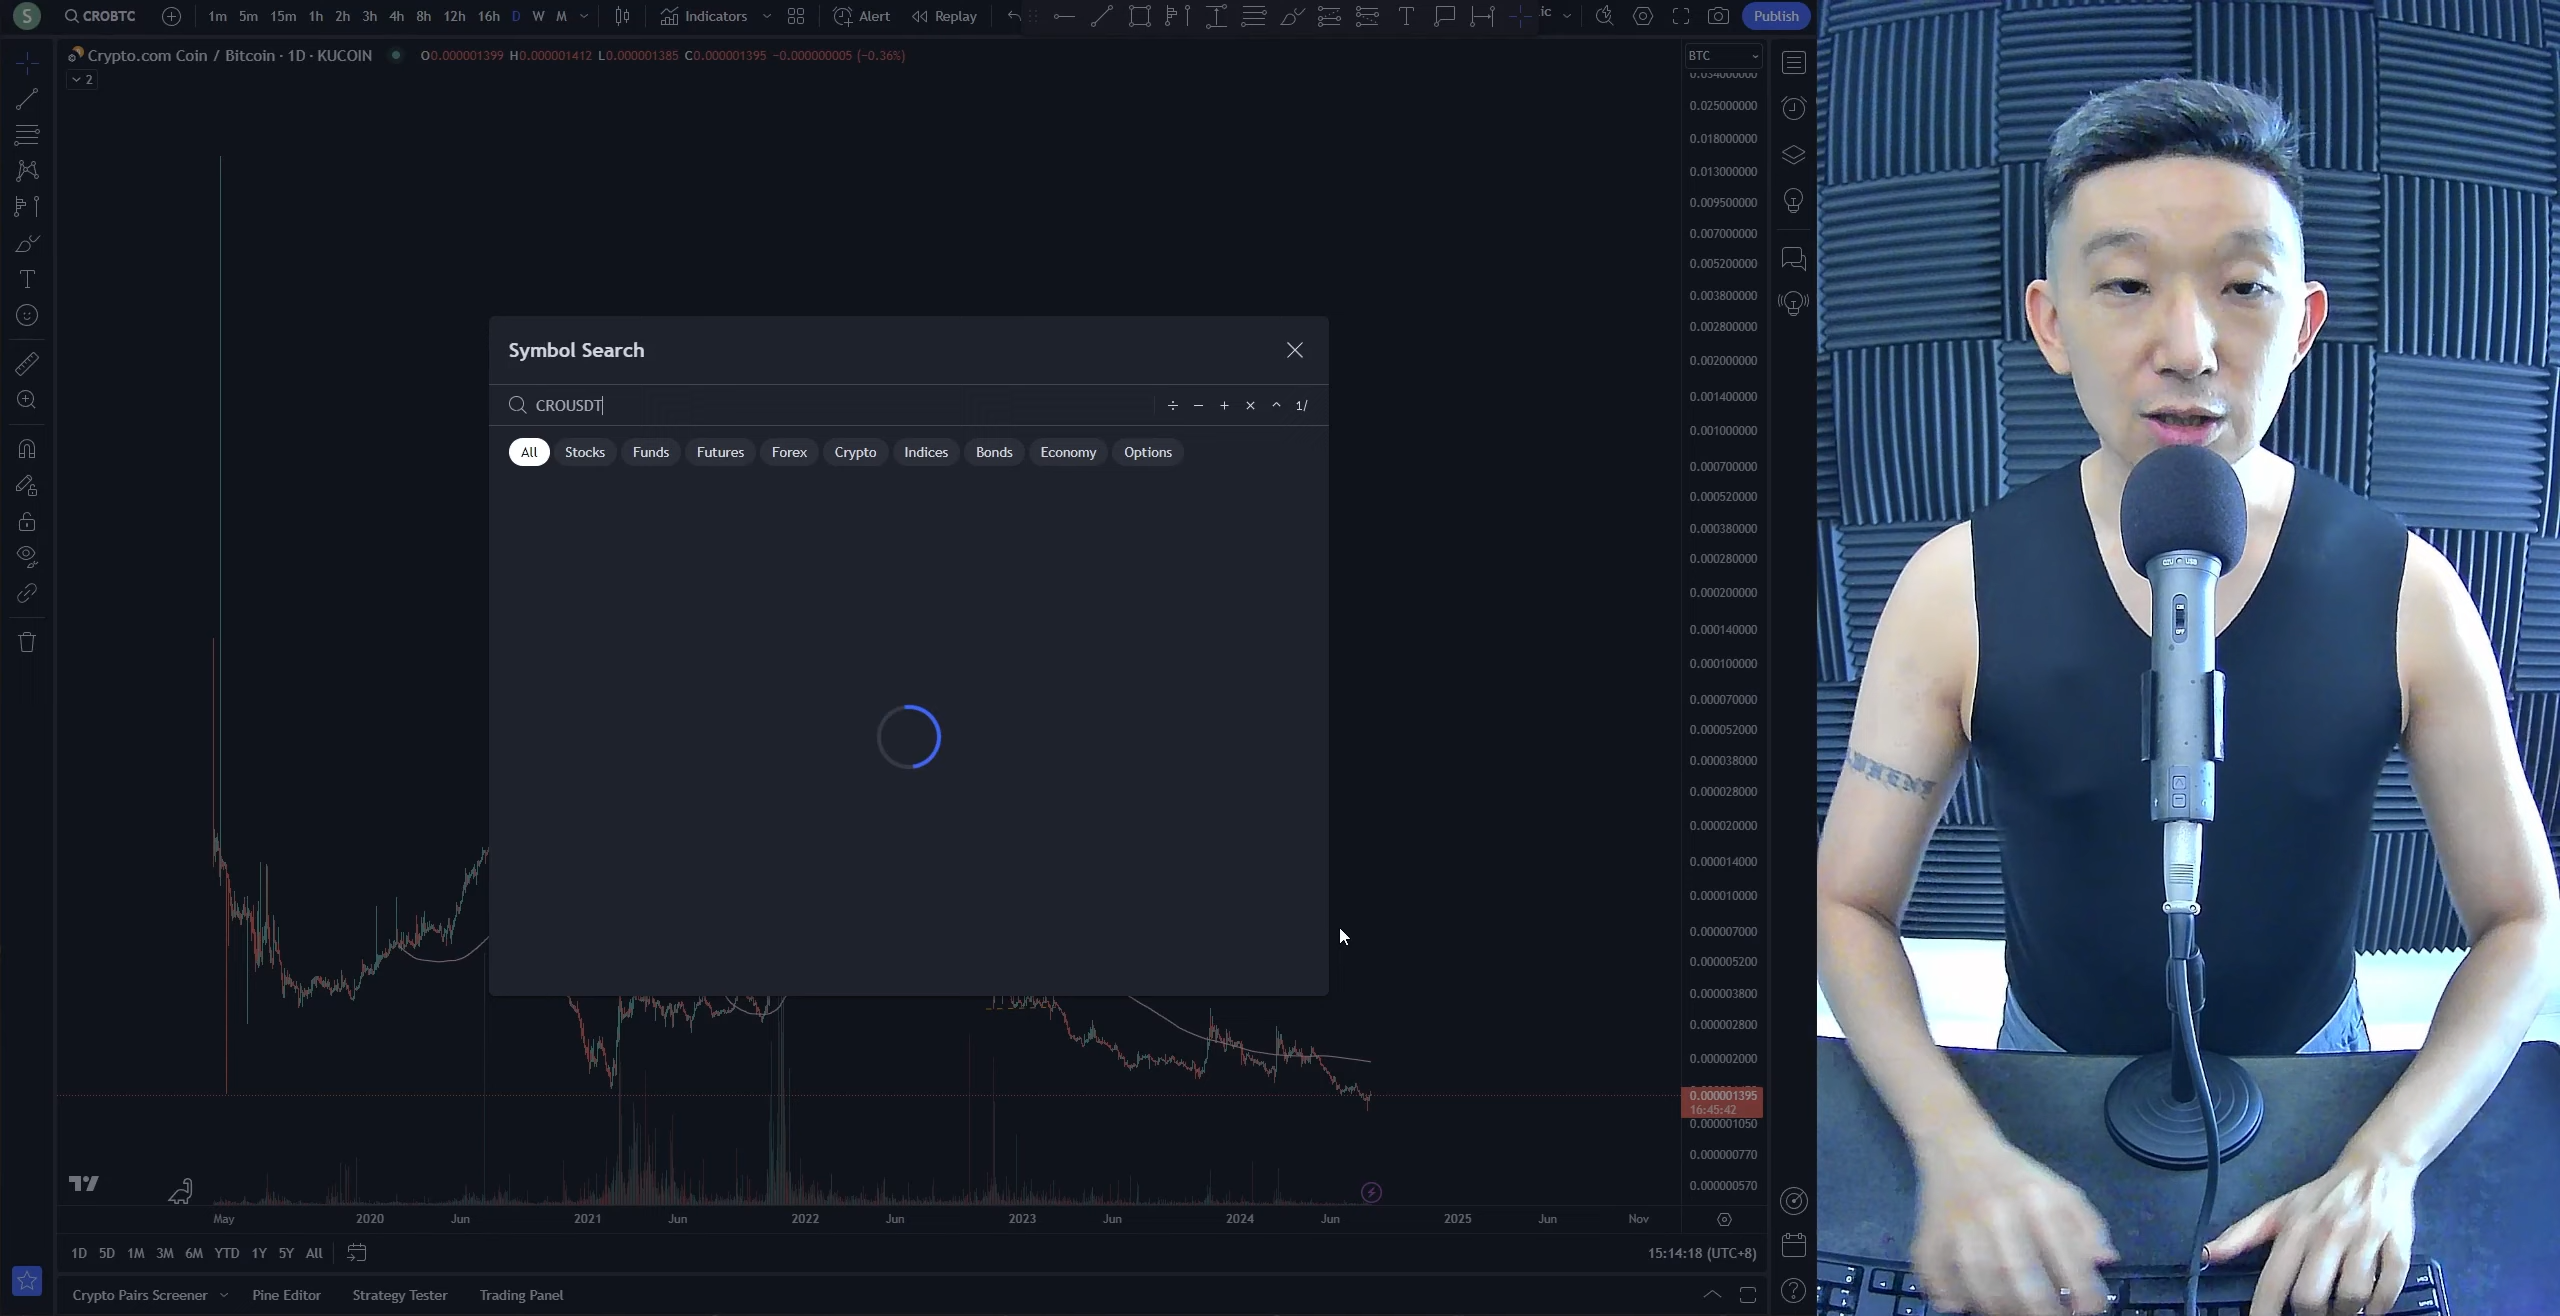 S
CROBTC
1m 5m 15m 1h 2h 3h 4h 8h 12h 16h D W M
Indicators
Alert
Replay
Publish
Crypto.com Coin / Bitcoin · 1D · KUCOIN
O0.000001399 H0.000001412 L0.000001385 C0.000001395 −0.000000005 (−0.36%)
2
BTC
0.034000000
0.025000000
0.018000000
0.013000000
0.009500000
0.007000000
0.005200000
0.003800000
0.002800000
0.002000000
0.001400000
0.001000000
0.000700000
0.000520000
0.000380000
0.000280000
0.000200000
0.000140000
0.000100000
0.000070000
0.000052000
0.000038000
0.000028000
0.000020000
0.000014000
0.000010000
0.000007000
0.000005200
0.000003800
0.000002800
0.000002000
0.000001395
16:45:42
0.000001050
0.000000770
0.000000570
Symbol Search
CROUSDT
÷ − + × ^ 1/
All Stocks Funds Futures Forex Crypto Indices Bonds Economy Options
May 2020 Jun 2021 Jun 2022 Jun 2023 Jun 2024 Jun 2025 Jun Nov
1D 5D 1M 3M 6M YTD 1Y 5Y All
15:14:18 (UTC+8)
Crypto Pairs Screener Pine Editor Strategy Tester Trading Panel